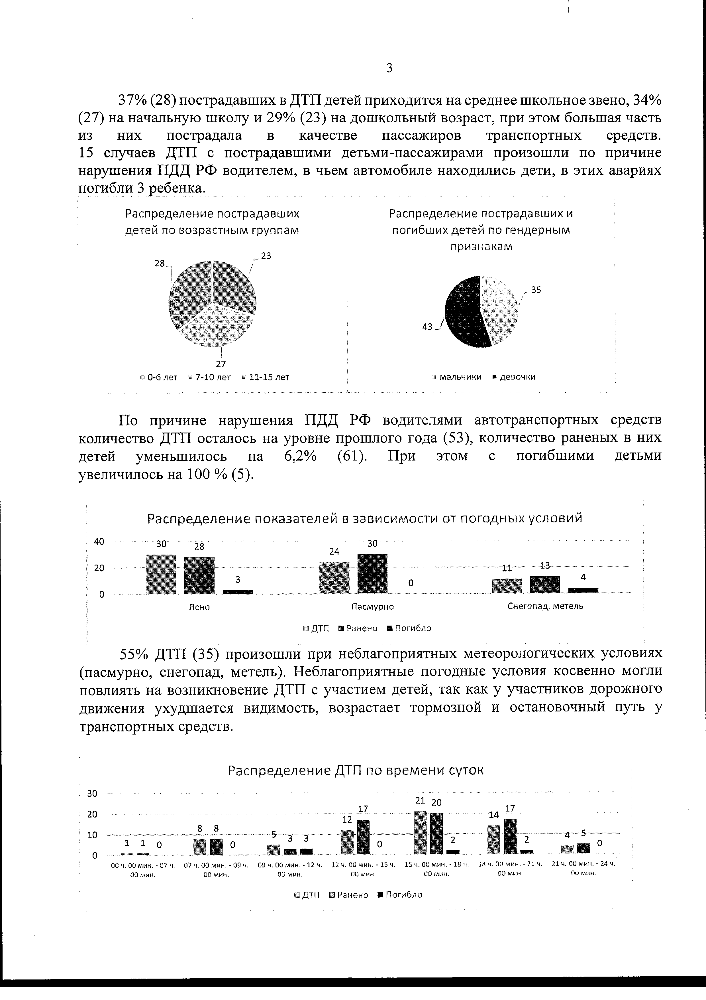 3
37% (28) пострадавших в ДТП детей приходится на среднее школьное звено, 34%
(27) на начальную школу и 29% (23) на дошкольный возраст, при этом большая часть
из них пострадала в качестве пассажиров транспортных средств.
15 случаев ДТП с пострадавшими детьми-пассажирами произошли по причине
нарушения ПДД РФ водителем, в чьем автомобиле находились дети, в этих авариях
погибли 3 ребенка.
Распределение пострадавших
детей по возрастным группам
28
23
27
0-6 лет 7-10 лет 11-15 лет
Распределение пострадавших и
погибших детей по гендерным
признакам
35
43
мальчики девочки
По причине нарушения ПДД РФ водителями автотранспортных средств
количество ДТП осталось на уровне прошлого года (53), количество раненых в них
детей уменьшилось на 6,2% (61). При этом с погибшими детьми
увеличилось на 100 % (5).
Распределение показателей в зависимости от погодных условий
40
20
0
30 28 3
24 30 0
11 13 4
Ясно Пасмурно Снегопад, метель
ДТП Ранено Погибло
55% ДТП (35) произошли при неблагоприятных метеорологических условиях
(пасмурно, снегопад, метель). Неблагоприятные погодные условия косвенно могли
повлиять на возникновение ДТП с участием детей, так как у участников дорожного
движения ухудшается видимость, возрастает тормозной и остановочный путь у
транспортных средств.
Распределение ДТП по времени суток
30
20
10
0
1 1 0
8 8 0
5 3 3
12 17 0
21 20 2
14 17 2
4 5 0
00 ч. 00 мин. - 07 ч. 07 ч. 00 мин. - 09 ч. 09 ч. 00 мин. - 12 ч. 12 ч. 00 мин. - 15 ч. 15 ч. 00 мин. - 18 ч. 18 ч. 00 мин. - 21 ч. 21 ч. 00 мин. - 24 ч.
00 мин. 00 мин. 00 мин. 00 мин. 00 мин. 00 мин. 00 мин.
ДТП Ранено Погибло